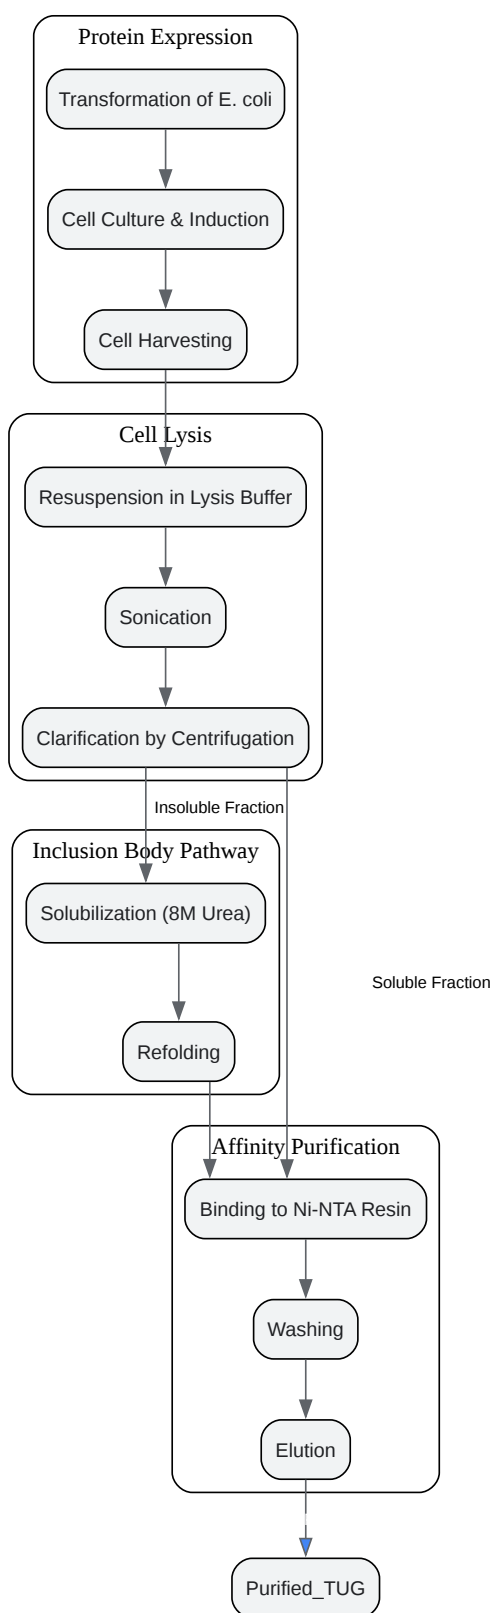 Protein Expression
Transformation of E. coli
Cell Culture & Induction
Cell Harvesting
Cell Lysis
Resuspension in Lysis Buffer
Sonication
Clarification by Centrifugation
Insoluble Fraction
Inclusion Body Pathway
Solubilization (8M Urea)
Soluble Fraction
Refolding
Affinity Purification
Binding to Ni-NTA Resin
Washing
Elution
Purified_TUG